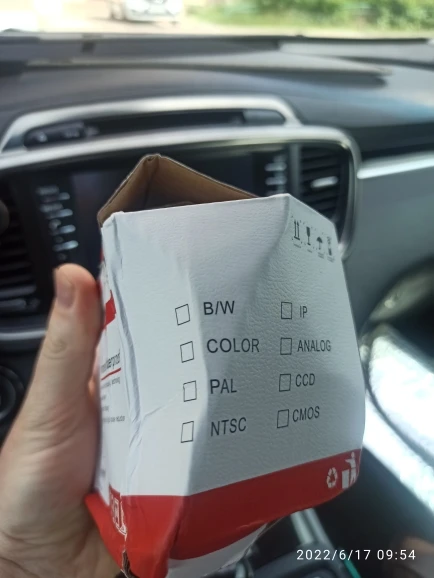 B/W
IP
COLOR
ANALOG
PAL
CCD
NTSC
CMOS
2022/6/17 09:54